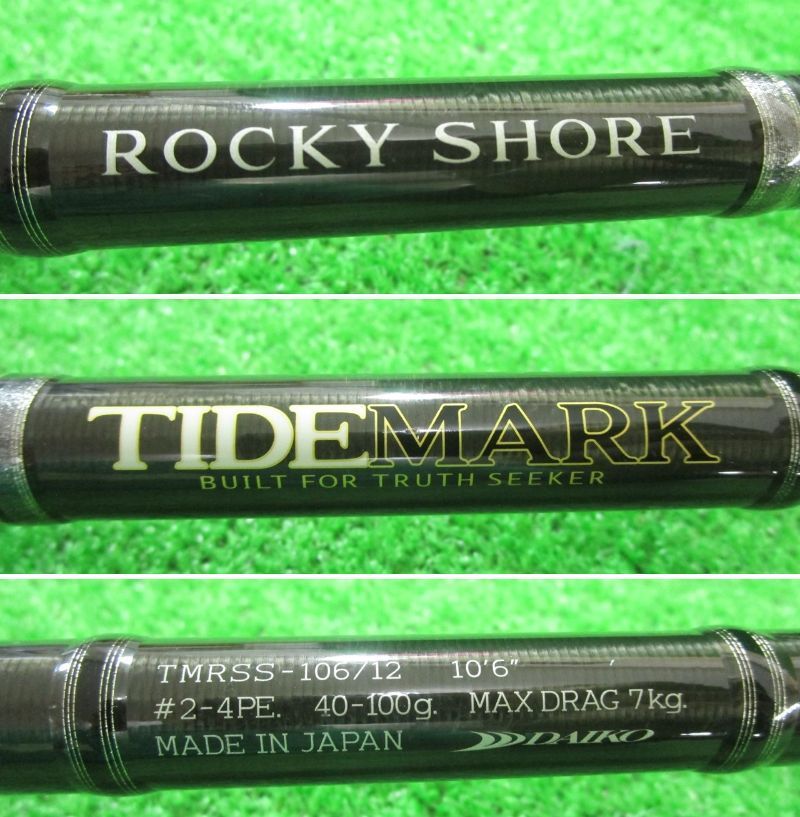 ROCKY SHORE
TIDEMARK
BUILT FOR TRUTH SEEKER
TMRSS-106/12 10'6"
#2-4PE. 40-100g. MAX DRAG 7kg.
MADE IN JAPAN DAIKO